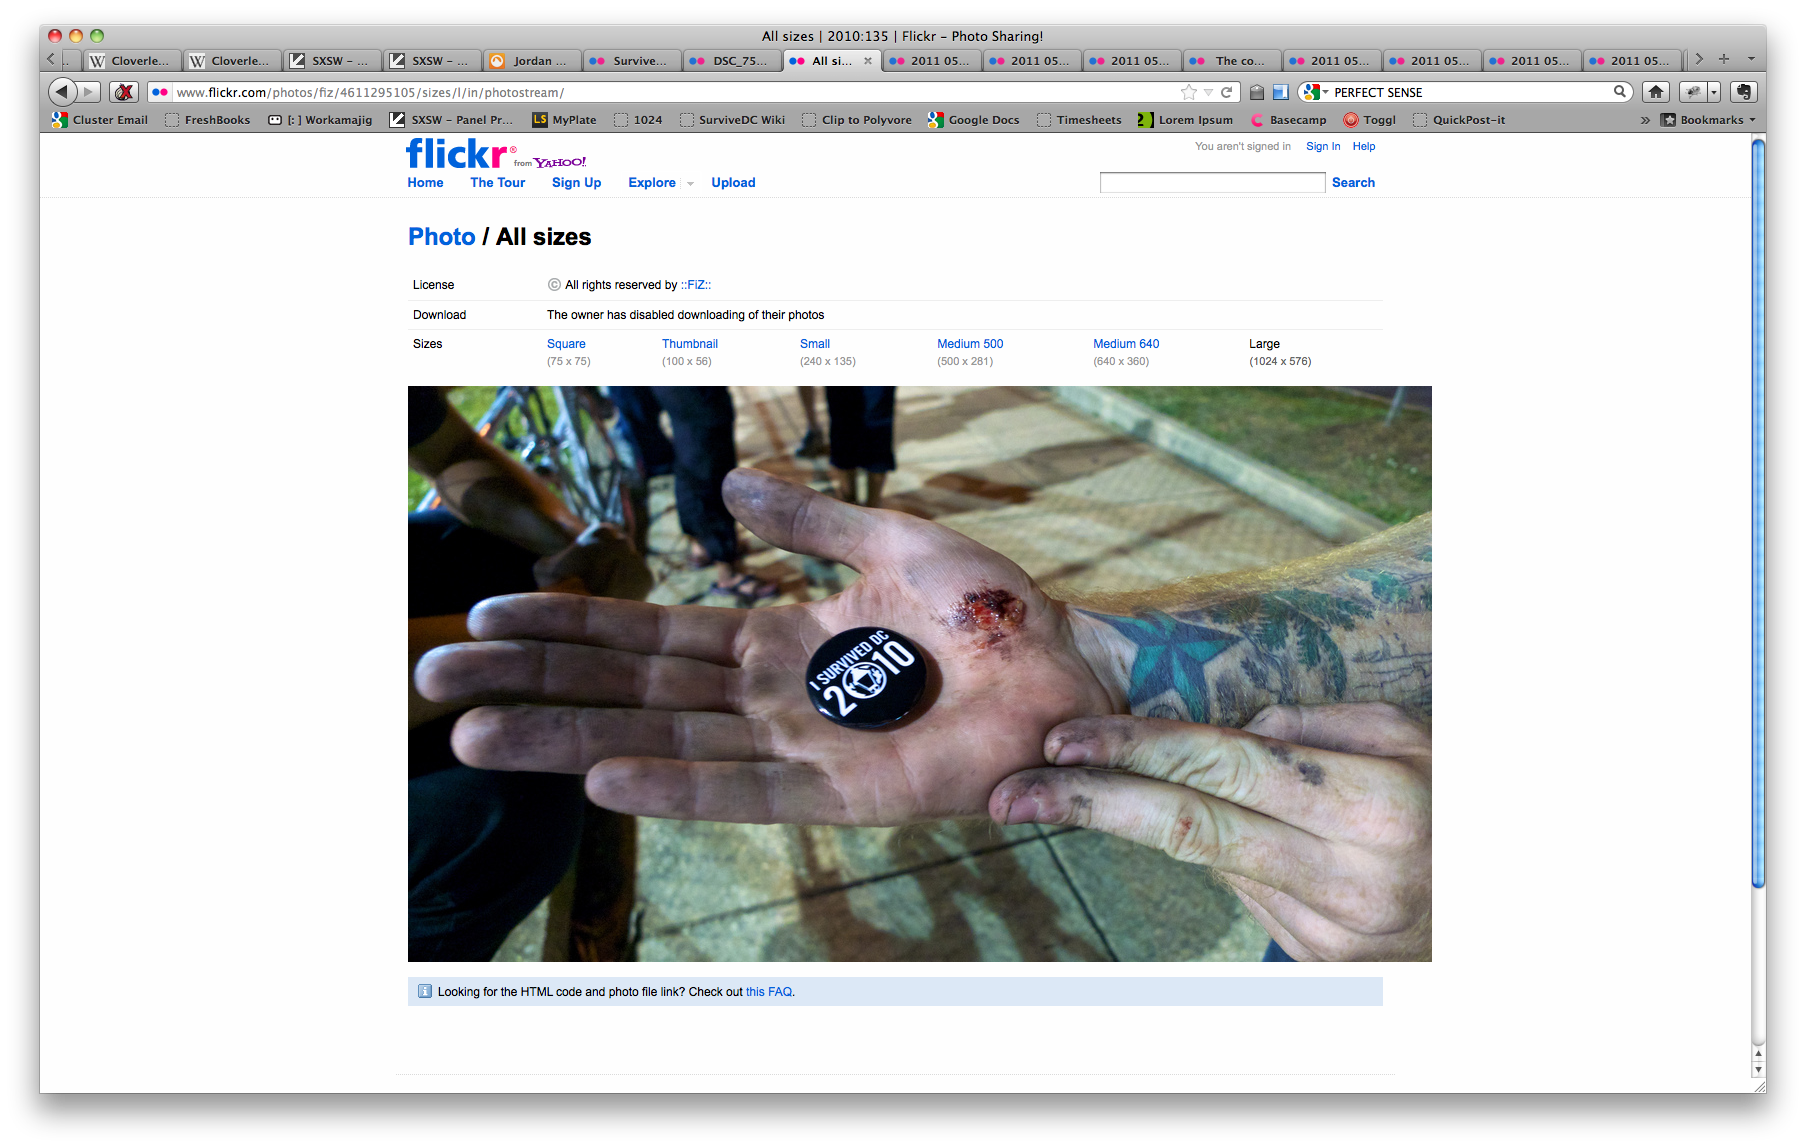 All sizes | 2010:135 | Flickr - Photo Sharing!
.. Cloverle... Cloverle... SXSW - ... SXSW - ... Jordan ... Survive... DSC_75... All si... 2011 05... 2011 05... 2011 05... The co... 2011 05... 2011 05... 2011 05... 2011 05...
www.flickr.com/photos/fiz/4611295105/sizes/l/in/photostream/ PERFECT SENSE
Cluster Email FreshBooks [:] Workamajig SXSW - Panel Pr... LS MyPlate 1024 SurviveDC Wiki Clip to Polyvore Google Docs Timesheets Lorem Ipsum Basecamp Toggl QuickPost-it » Bookmarks
flickr® from YAHOO!
You aren't signed in Sign In Help
Home The Tour Sign Up Explore Upload Search
Photo / All sizes
License © All rights reserved by ::FiZ::
Download The owner has disabled downloading of their photos
Sizes Square Thumbnail Small Medium 500 Medium 640 Large
(75 x 75) (100 x 56) (240 x 135) (500 x 281) (640 x 360) (1024 x 576)
I SURVIVED DC
2010
Looking for the HTML code and photo file link? Check out this FAQ.